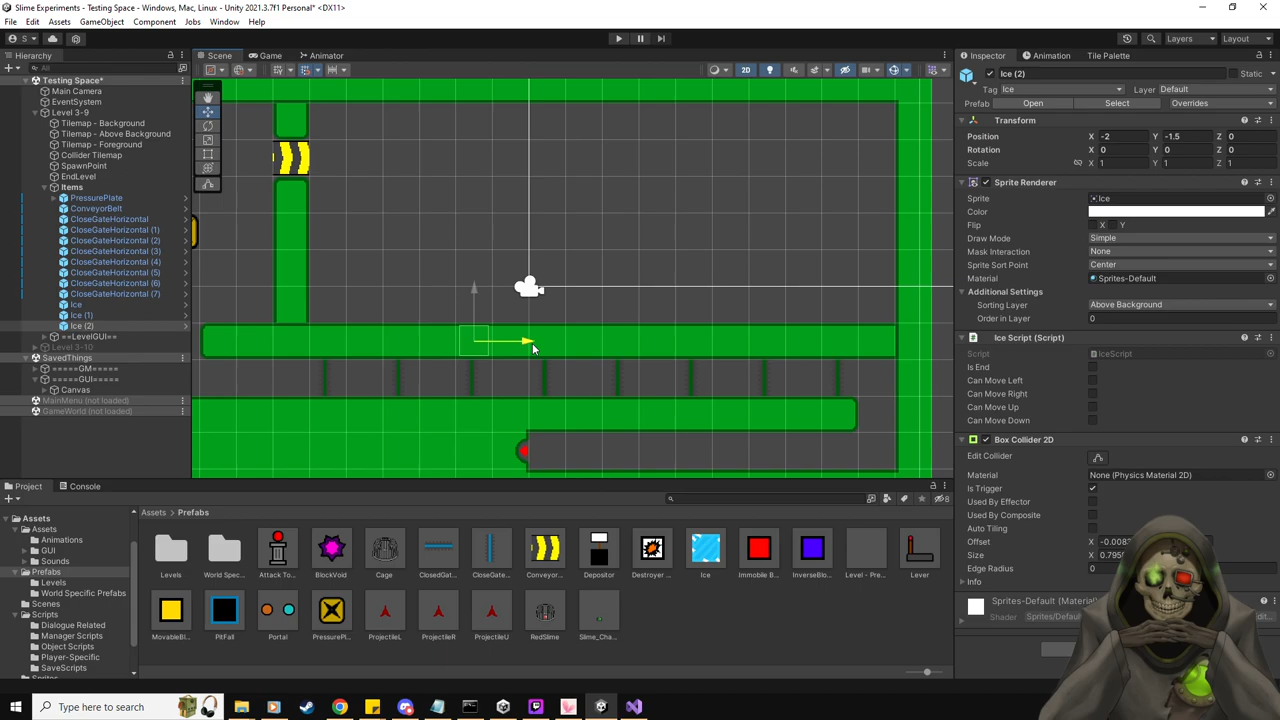 Slime Experiments - Testing Space - Windows, Mac, Linux - Unity 2021.3.7f1 Personal* <DX11>
File Edit Assets GameObject Component Jobs Window Help
S
Layers Layout
Hierarchy
Scene Game Animator
Inspector Animation Tile Palette
All
2D
Testing Space*
Main Camera
EventSystem
Level 3-9
Tilemap - Background
Tilemap - Above Background
Tilemap - Foreground
Collider Tilemap
SpawnPoint
EndLevel
Items
PressurePlate
ConveyorBelt
CloseGateHorizontal
CloseGateHorizontal (1)
CloseGateHorizontal (2)
CloseGateHorizontal (3)
CloseGateHorizontal (4)
CloseGateHorizontal (5)
CloseGateHorizontal (6)
CloseGateHorizontal (7)
Ice
Ice (1)
Ice (2)
==LevelGUI==
Level 3-10
SavedThings
=====GM=====
=====GUI=====
Canvas
MainMenu (not loaded)
GameWorld (not loaded)
Ice (2) Static
Tag Ice Layer Default
Prefab Open Select Overrides
Transform
Position X -2 Y -1.5 Z 0
Rotation X 0 Y 0 Z 0
Scale X 1 Y 1 Z 1
Sprite Renderer
Sprite Ice
Color
Flip X Y
Draw Mode Simple
Mask Interaction None
Sprite Sort Point Center
Material Sprites-Default
Additional Settings
Sorting Layer Above Background
Order in Layer 0
Ice Script (Script)
Script IceScript
Is End
Can Move Left
Can Move Right
Can Move Up
Can Move Down
Box Collider 2D
Edit Collider
Material None (Physics Material 2D)
Is Trigger
Used By Effector
Used By Composite
Auto Tiling
Offset
Size
Edge Radius 0
Info
Sprites-Default (Material)
Shader
Project Console
8
Assets
Assets
Animations
GUI
Sounds
Prefabs
Levels
World Specific Prefabs
Scenes
Scripts
Dialogue Related
Manager Scripts
Object Scripts
Player-Specific
SaveScripts
Assets > Prefabs
Levels World Spec... Attack To... BlockVoid Cage ClosedGat... CloseGate... Conveyor... Depositor Destroyer ... Ice Immobile B... InverseBlo... Level - Pre... Lever
MovableBl... PitFall Portal PressurePl... ProjectileL ProjectileR ProjectileU RedSlime Slime_Cha...
Type here to search